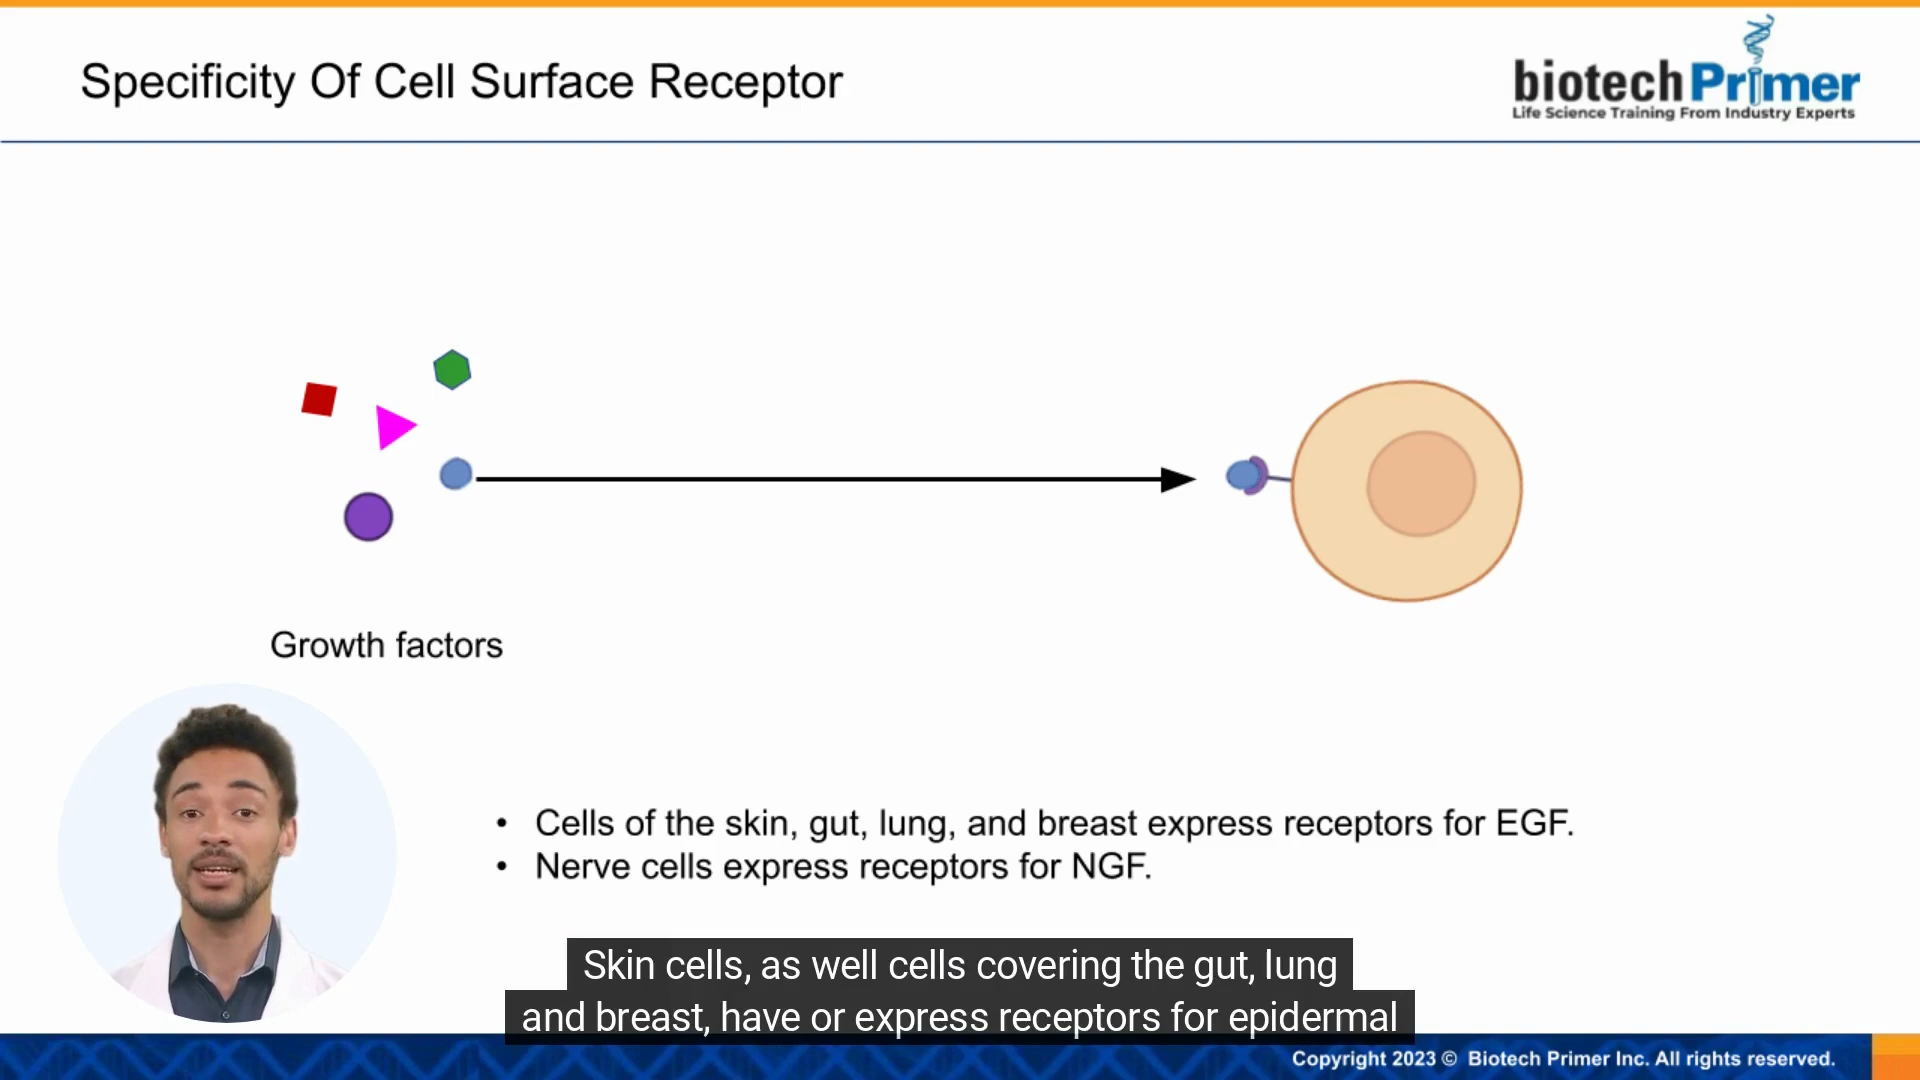 Specificity Of Cell Surface Receptor
biotech Primer
Life Science Training From Industry Experts
Growth factors
• Cells of the skin, gut, lung, and breast express receptors for EGF.
• Nerve cells express receptors for NGF.
Skin cells, as well cells covering the gut, lung
and breast, have or express receptors for epidermal
Copyright 2023 © Biotech Primer Inc. All rights reserved.